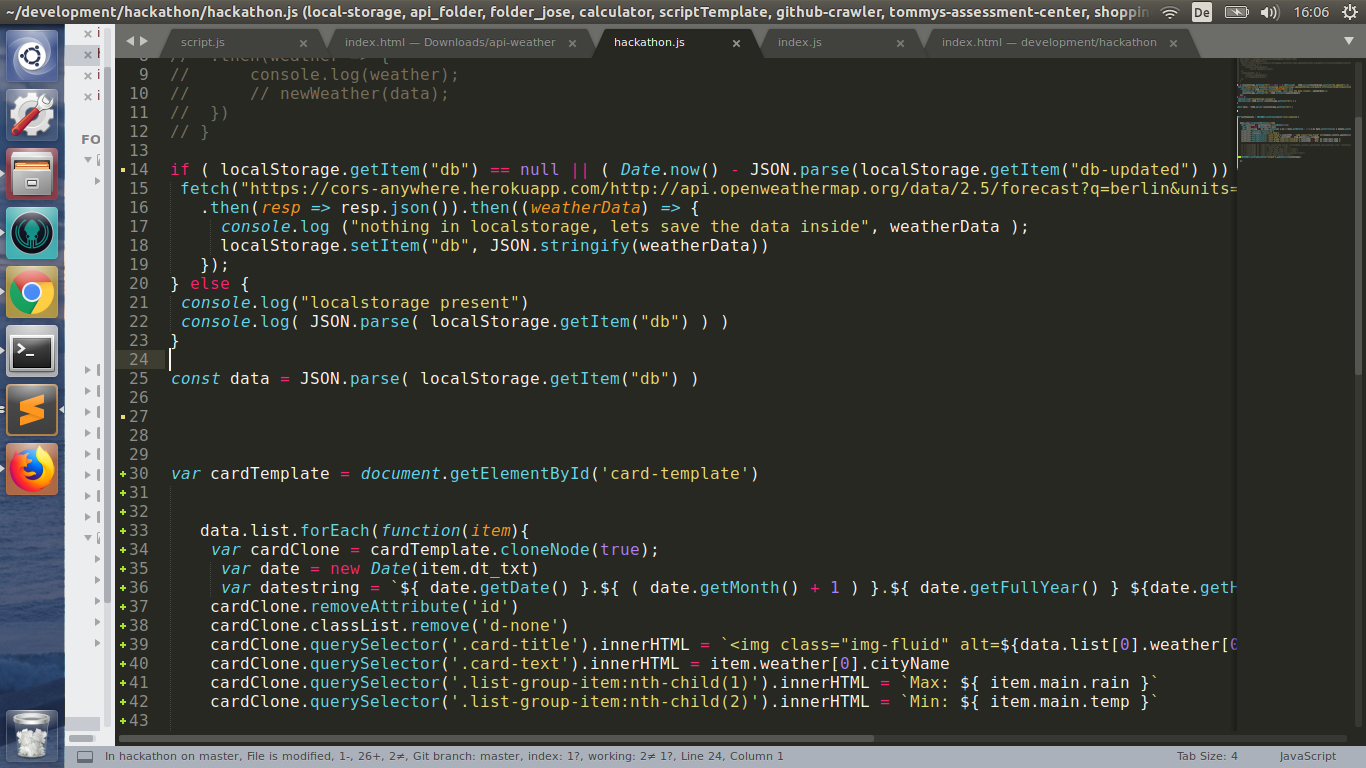 ~/development/hackathon/hackathon.js (local-storage, api_folder, folder_jose, calculator, scriptTemplate, github-crawler, tommys-assessment-center, shoppin
De
16:06
script.js ×
index.html — Downloads/api-weather ×
hackathon.js ×
index.js ×
index.html — development/hackathon ×
FO
9 //      console.log(weather);
10 //      // newWeather(data);
11 //  })
12 // }
13
14 if ( localStorage.getItem("db") == null || ( Date.now() - JSON.parse(localStorage.getItem("db-updated") ))
15  fetch("https://cors-anywhere.herokuapp.com/http://api.openweathermap.org/data/2.5/forecast?q=berlin&units=
16    .then(resp => resp.json()).then((weatherData) => {
17      console.log ("nothing in localstorage, lets save the data inside", weatherData );
18      localStorage.setItem("db", JSON.stringify(weatherData))
19    });
20 } else {
21  console.log("localstorage present")
22  console.log( JSON.parse( localStorage.getItem("db") ) )
23 }
24
25 const data = JSON.parse( localStorage.getItem("db") )
26
27
28
29
30 var cardTemplate = document.getElementById('card-template')
31
32
33    data.list.forEach(function(item){
34     var cardClone = cardTemplate.cloneNode(true);
35      var date = new Date(item.dt_txt)
36      var datestring = `${ date.getDate() }.${ ( date.getMonth() + 1 ) }.${ date.getFullYear() } ${date.getH
37     cardClone.removeAttribute('id')
38     cardClone.classList.remove('d-none')
39     cardClone.querySelector('.card-title').innerHTML = `<img class="img-fluid" alt=${data.list[0].weather[0
40     cardClone.querySelector('.card-text').innerHTML = item.weather[0].cityName
41     cardClone.querySelector('.list-group-item:nth-child(1)').innerHTML = `Max: ${ item.main.rain }`
42     cardClone.querySelector('.list-group-item:nth-child(2)').innerHTML = `Min: ${ item.main.temp }`
43
In hackathon on master, File is modified, 1-, 26+, 2≠, Git branch: master, index: 1?, working: 2≠ 1?, Line 24, Column 1
Tab Size: 4
JavaScript